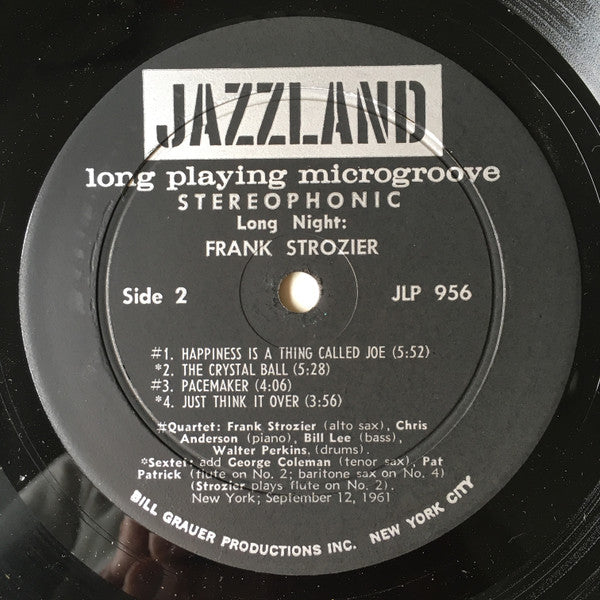 JAZZLAND
long playing microgroove
STEREOPHONIC
Long Night:
FRANK STROZIER
Side 2
JLP 956
#1. HAPPINESS IS A THING CALLED JOE (5:52)
*2. THE CRYSTAL BALL (5:28)
#3. PACEMAKER (4:06)
*4. JUST THINK IT OVER (3:56)
#Quartet: Frank Strozier (alto sax), Chris
Anderson (piano), Bill Lee (bass),
Walter Perkins, (drums).
*Sextet: add George Coleman (tenor sax), Pat
Patrick (flute on No. 2; baritone sax on No. 4)
(Strozier plays flute on No. 2).
New York; September 12, 1961
BILL GRAUER PRODUCTIONS INC. NEW YORK CITY